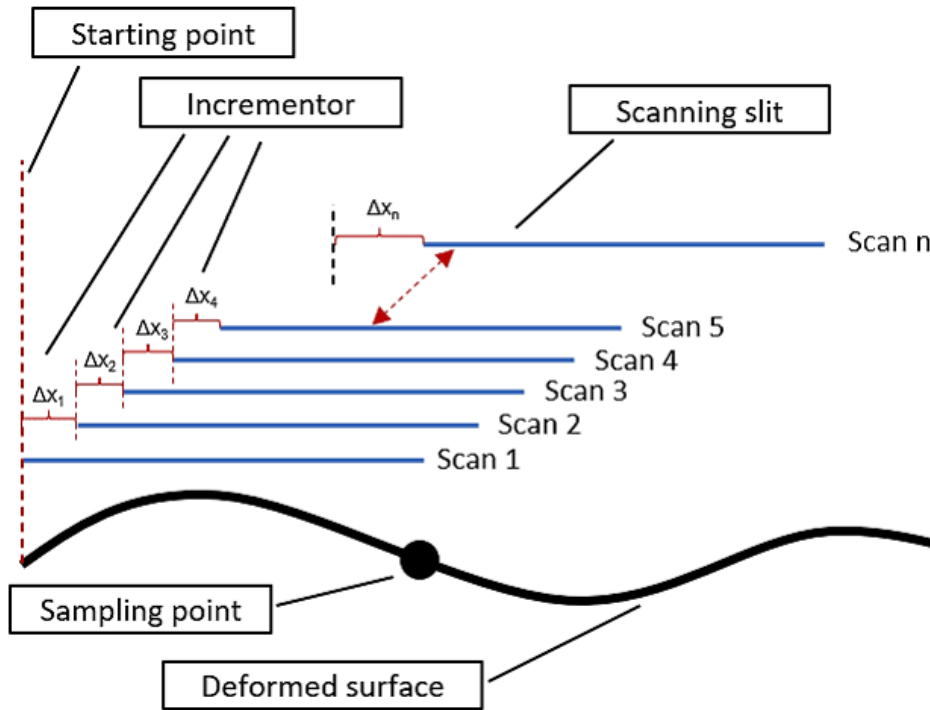 Starting point
Incrementor
Scanning slit
Δxₙ
Scan n
Δx₄
Scan 5
Δx₃
Scan 4
Δx₂
Scan 3
Δx₁
Scan 2
Scan 1
Sampling point
Deformed surface